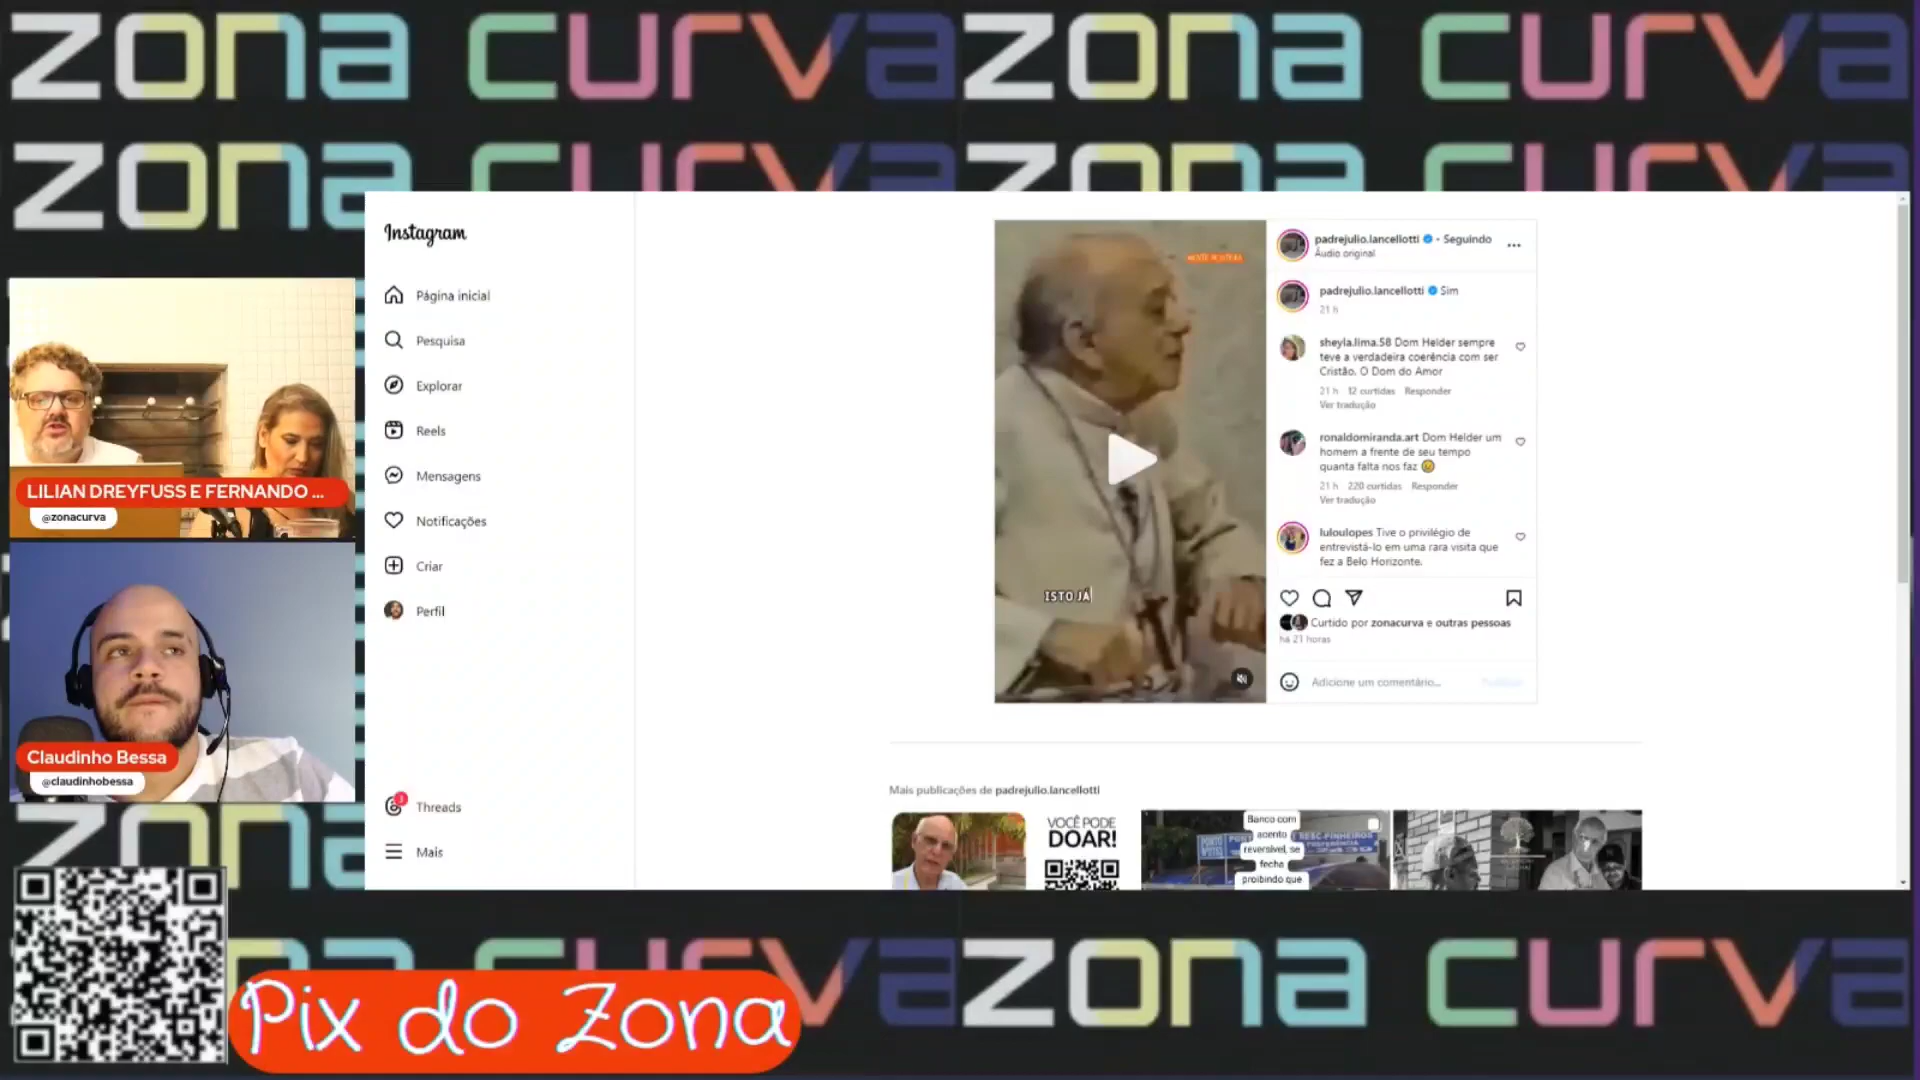 zona curva zona curva
zona curva zona curva
Instagram
Página inicial
Pesquisa
Explorar
Reels
Mensagens
Notificações
Criar
Perfil
3
Threads
Mais
ISTO JÁ
padrejulio.lancellotti • Seguindo
Áudio original
padrejulio.lancellotti Sim
21 h
sheyla.lima.58 Dom Helder sempre
teve a verdadeira coerência com ser
Cristão. O Dom do Amor
21 h 12 curtidas Responder
Ver tradução
ronaldomiranda.art Dom Helder um
homem a frente de seu tempo
quanta falta nos faz 😢
21 h 220 curtidas Responder
Ver tradução
luloulopes Tive o privilégio de
entrevistá-lo em uma rara visita que
fez a Belo Horizonte.
Curtido por zonacurva e outras pessoas
há 21 horas
Adicione um comentário...
Publicar
Mais publicações de padrejulio.lancellotti
VOCÊ PODE
DOAR!
Banco com
acento
reversível, se
fecha
proibindo que
LILIAN DREYFUSS E FERNANDO ...
@zonacurva
Claudinho Bessa
@claudinhobessa
zona
zona curva zona curva
Pix do Zona